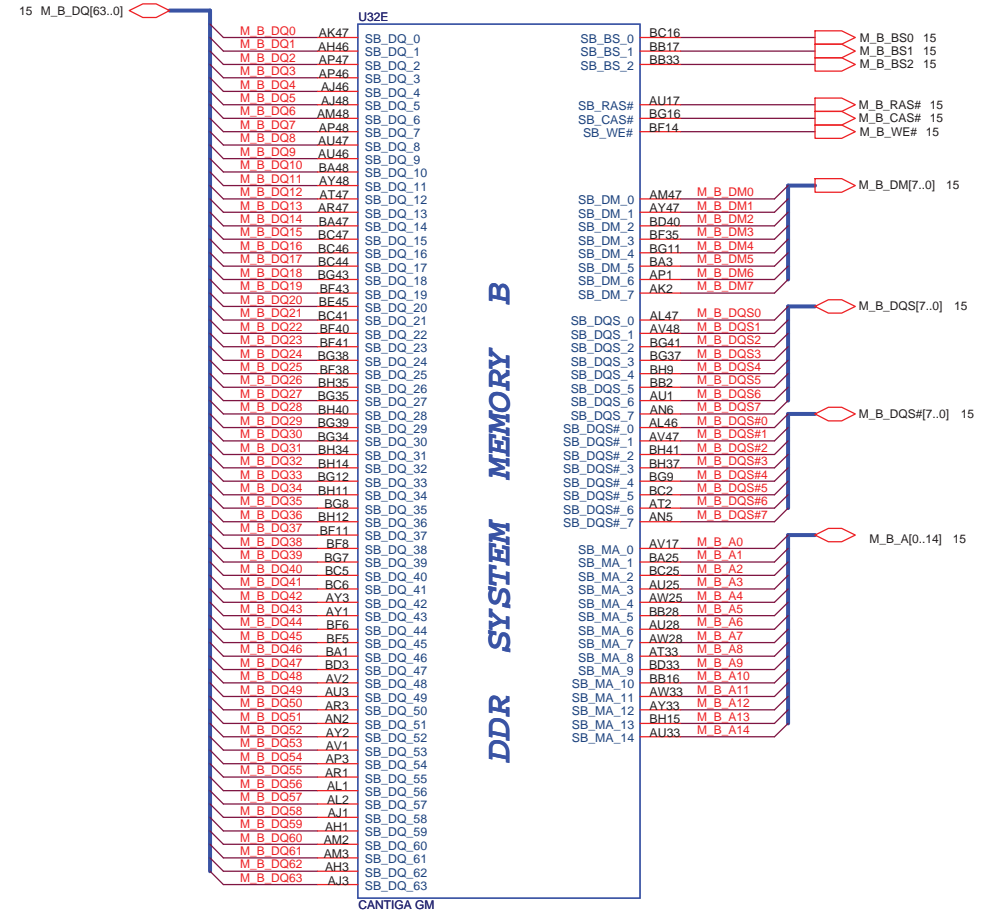 15 M_B_DQ[63..0]
U32E
M_B_DQ0 AK47 SB_DQ_0
M_B_DQ1 AH46 SB_DQ_1
M_B_DQ2 AP47 SB_DQ_2
M_B_DQ3 AP46 SB_DQ_3
M_B_DQ4 AJ46 SB_DQ_4
M_B_DQ5 AJ48 SB_DQ_5
M_B_DQ6 AM48 SB_DQ_6
M_B_DQ7 AP48 SB_DQ_7
M_B_DQ8 AU47 SB_DQ_8
M_B_DQ9 AU46 SB_DQ_9
M_B_DQ10 BA48 SB_DQ_10
M_B_DQ11 AY48 SB_DQ_11
M_B_DQ12 AT47 SB_DQ_12
M_B_DQ13 AR47 SB_DQ_13
M_B_DQ14 BA47 SB_DQ_14
M_B_DQ15 BC47 SB_DQ_15
M_B_DQ16 BC46 SB_DQ_16
M_B_DQ17 BC44 SB_DQ_17
M_B_DQ18 BG43 SB_DQ_18
M_B_DQ19 BF43 SB_DQ_19
M_B_DQ20 BE45 SB_DQ_20
M_B_DQ21 BC41 SB_DQ_21
M_B_DQ22 BF40 SB_DQ_22
M_B_DQ23 BF41 SB_DQ_23
M_B_DQ24 BG38 SB_DQ_24
M_B_DQ25 BF38 SB_DQ_25
M_B_DQ26 BH35 SB_DQ_26
M_B_DQ27 BG35 SB_DQ_27
M_B_DQ28 BH40 SB_DQ_28
M_B_DQ29 BG39 SB_DQ_29
M_B_DQ30 BG34 SB_DQ_30
M_B_DQ31 BH34 SB_DQ_31
M_B_DQ32 BH14 SB_DQ_32
M_B_DQ33 BG12 SB_DQ_33
M_B_DQ34 BH11 SB_DQ_34
M_B_DQ35 BG8 SB_DQ_35
M_B_DQ36 BH12 SB_DQ_36
M_B_DQ37 BF11 SB_DQ_37
M_B_DQ38 BF8 SB_DQ_38
M_B_DQ39 BG7 SB_DQ_39
M_B_DQ40 BC5 SB_DQ_40
M_B_DQ41 BC6 SB_DQ_41
M_B_DQ42 AY3 SB_DQ_42
M_B_DQ43 AY1 SB_DQ_43
M_B_DQ44 BF6 SB_DQ_44
M_B_DQ45 BF5 SB_DQ_45
M_B_DQ46 BA1 SB_DQ_46
M_B_DQ47 BD3 SB_DQ_47
M_B_DQ48 AV2 SB_DQ_48
M_B_DQ49 AU3 SB_DQ_49
M_B_DQ50 AR3 SB_DQ_50
M_B_DQ51 AN2 SB_DQ_51
M_B_DQ52 AY2 SB_DQ_52
M_B_DQ53 AV1 SB_DQ_53
M_B_DQ54 AP3 SB_DQ_54
M_B_DQ55 AR1 SB_DQ_55
M_B_DQ56 AL1 SB_DQ_56
M_B_DQ57 AL2 SB_DQ_57
M_B_DQ58 AJ1 SB_DQ_58
M_B_DQ59 AH1 SB_DQ_59
M_B_DQ60 AM2 SB_DQ_60
M_B_DQ61 AM3 SB_DQ_61
M_B_DQ62 AH3 SB_DQ_62
M_B_DQ63 AJ3 SB_DQ_63
DDR SYSTEM MEMORY B
SB_BS_0 BC16 M_B_BS0 15
SB_BS_1 BB17 M_B_BS1 15
SB_BS_2 BB33 M_B_BS2 15
SB_RAS# AU17 M_B_RAS# 15
SB_CAS# BG16 M_B_CAS# 15
SB_WE# BF14 M_B_WE# 15
M_B_DM[7..0] 15
SB_DM_0 AM47 M_B_DM0
SB_DM_1 AY47 M_B_DM1
SB_DM_2 BD40 M_B_DM2
SB_DM_3 BF35 M_B_DM3
SB_DM_4 BG11 M_B_DM4
SB_DM_5 BA3 M_B_DM5
SB_DM_6 AP1 M_B_DM6
SB_DM_7 AK2 M_B_DM7
M_B_DQS[7..0] 15
SB_DQS_0 AL47 M_B_DQS0
SB_DQS_1 AV48 M_B_DQS1
SB_DQS_2 BG41 M_B_DQS2
SB_DQS_3 BG37 M_B_DQS3
SB_DQS_4 BH9 M_B_DQS4
SB_DQS_5 BB2 M_B_DQS5
SB_DQS_6 AU1 M_B_DQS6
SB_DQS_7 AN6 M_B_DQS7
M_B_DQS#[7..0] 15
SB_DQS#_0 AL46 M_B_DQS#0
SB_DQS#_1 AV47 M_B_DQS#1
SB_DQS#_2 BH41 M_B_DQS#2
SB_DQS#_3 BH37 M_B_DQS#3
SB_DQS#_4 BG9 M_B_DQS#4
SB_DQS#_5 BC2 M_B_DQS#5
SB_DQS#_6 AT2 M_B_DQS#6
SB_DQS#_7 AN5 M_B_DQS#7
M_B_A[0..14] 15
SB_MA_0 AV17 M_B_A0
SB_MA_1 BA25 M_B_A1
SB_MA_2 BC25 M_B_A2
SB_MA_3 AU25 M_B_A3
SB_MA_4 AW25 M_B_A4
SB_MA_5 BB28 M_B_A5
SB_MA_6 AU28 M_B_A6
SB_MA_7 AW28 M_B_A7
SB_MA_8 AT33 M_B_A8
SB_MA_9 BD33 M_B_A9
SB_MA_10 BB16 M_B_A10
SB_MA_11 AW33 M_B_A11
SB_MA_12 AY33 M_B_A12
SB_MA_13 BH15 M_B_A13
SB_MA_14 AU33 M_B_A14
CANTIGA GM